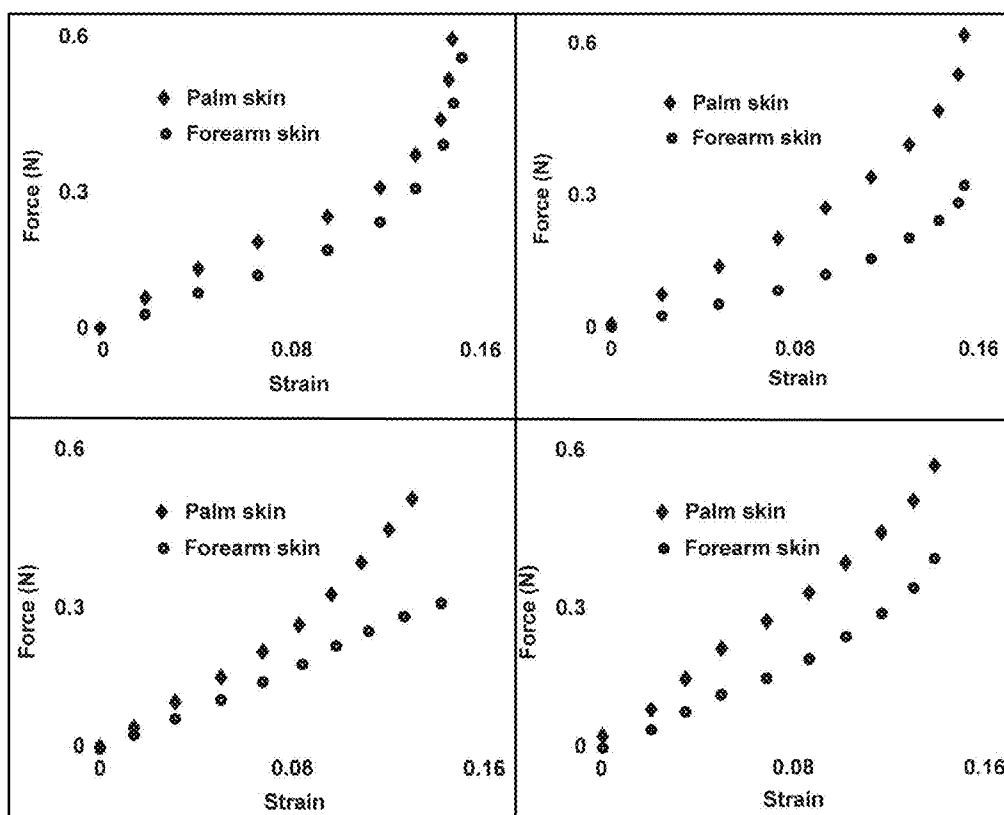 0.6
Palm skin
Forearm skin
Force (N)
0.3
0
0 0.08 0.16
Strain
0.6
Palm skin
Forearm skin
Force (N)
0.3
0
0 0.08 0.16
Strain
0.6
Palm skin
Forearm skin
Force (N)
0.3
0
0 0.08 0.16
Strain
0.6
Palm skin
Forearm skin
Force (N)
0.3
0
0 0.08 0.16
Strain